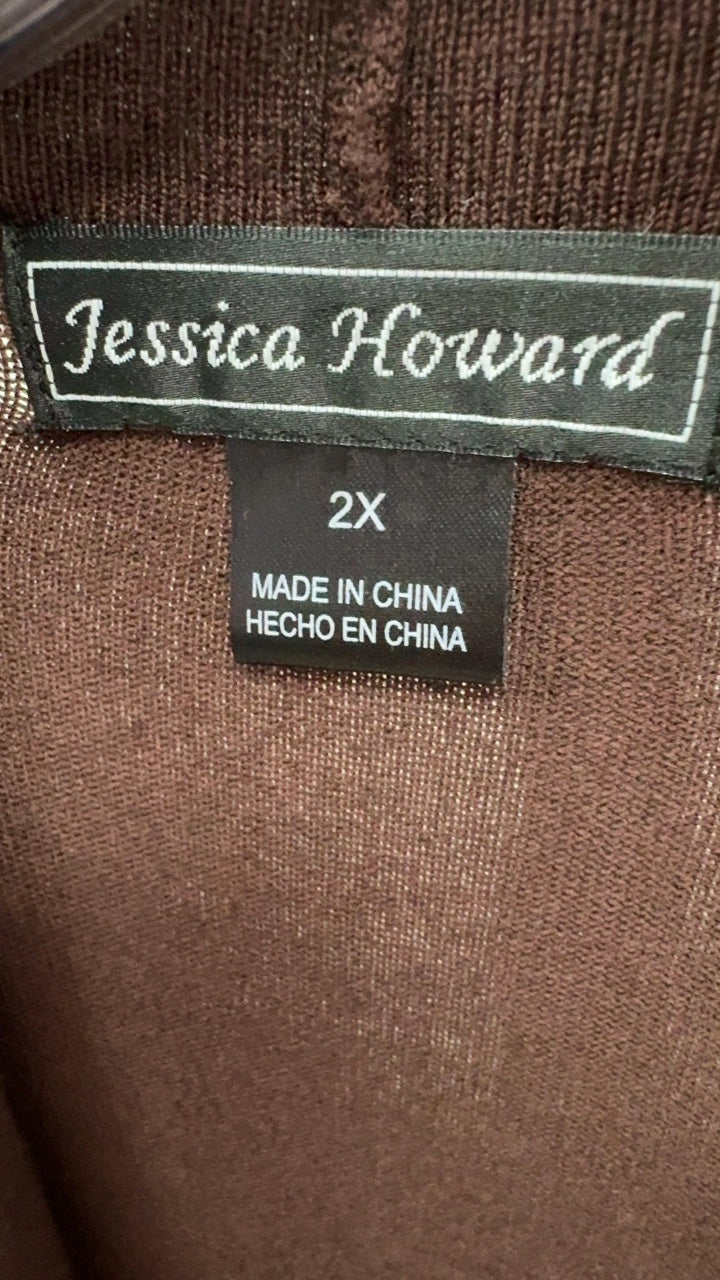 Jessica Howard
2X
MADE IN CHINA
HECHO EN CHINA